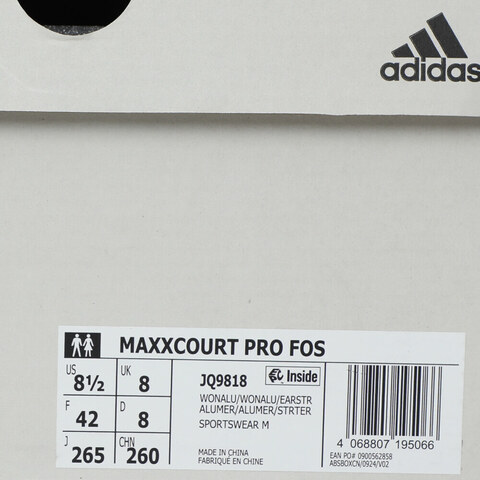 adidas
MAXXCOURT PRO FOS
US 8½ UK 8
F 42 D 8
J 265 CHN 260
JQ9818 Inside
WONALU/WONALU/EARSTR
ALUMER/ALUMER/STRTER
SPORTSWEAR M
MADE IN CHINA
FABRIQUÉ EN CHINE
4 068807 195066
EAN PO# 0900562858
ABSBOXCN/0924/V02